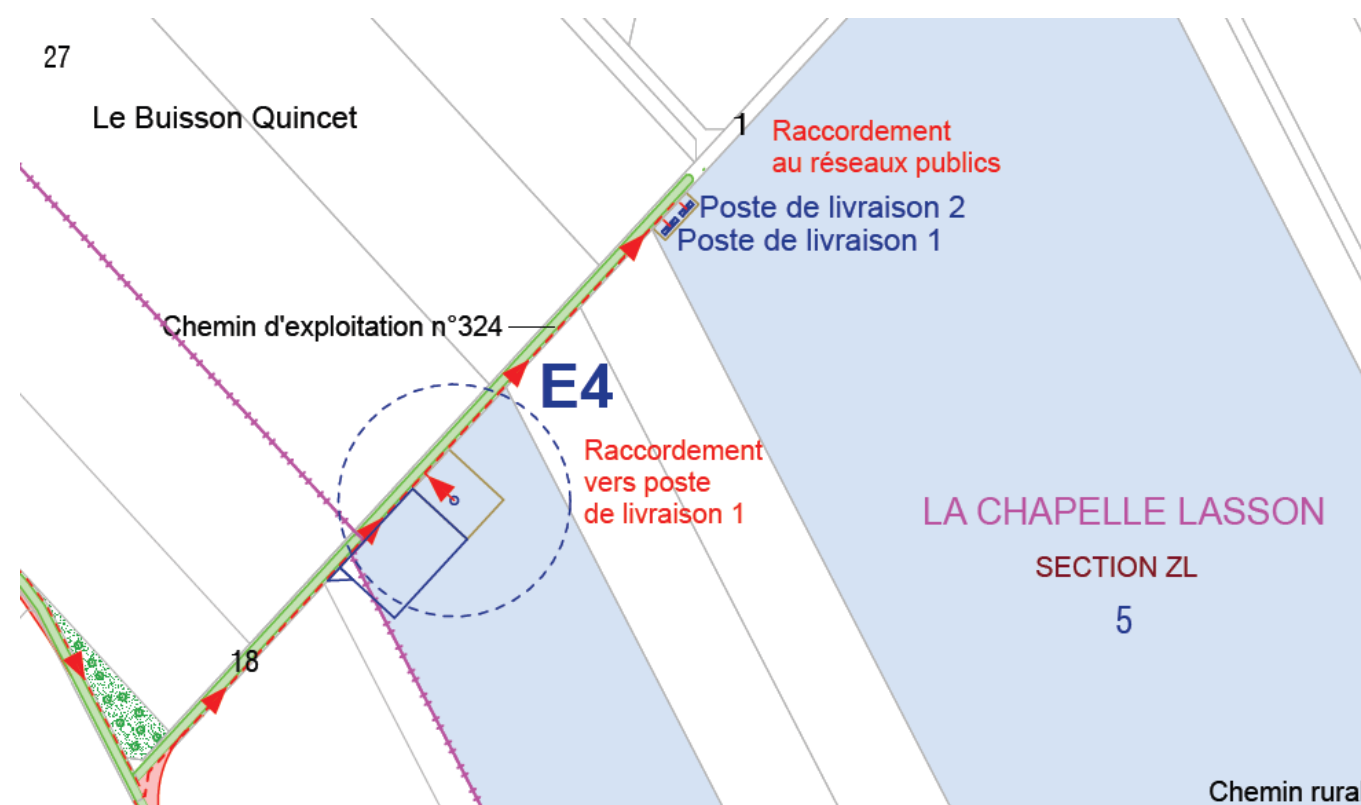 27
Le Buisson Quincet
1
Raccordement
au réseaux publics
Poste de livraison 2
Poste de livraison 1
Chemin d'exploitation n°324
E4
Raccordement
vers poste
de livraison 1
LA CHAPELLE LASSON
SECTION ZL
5
18
Chemin rural